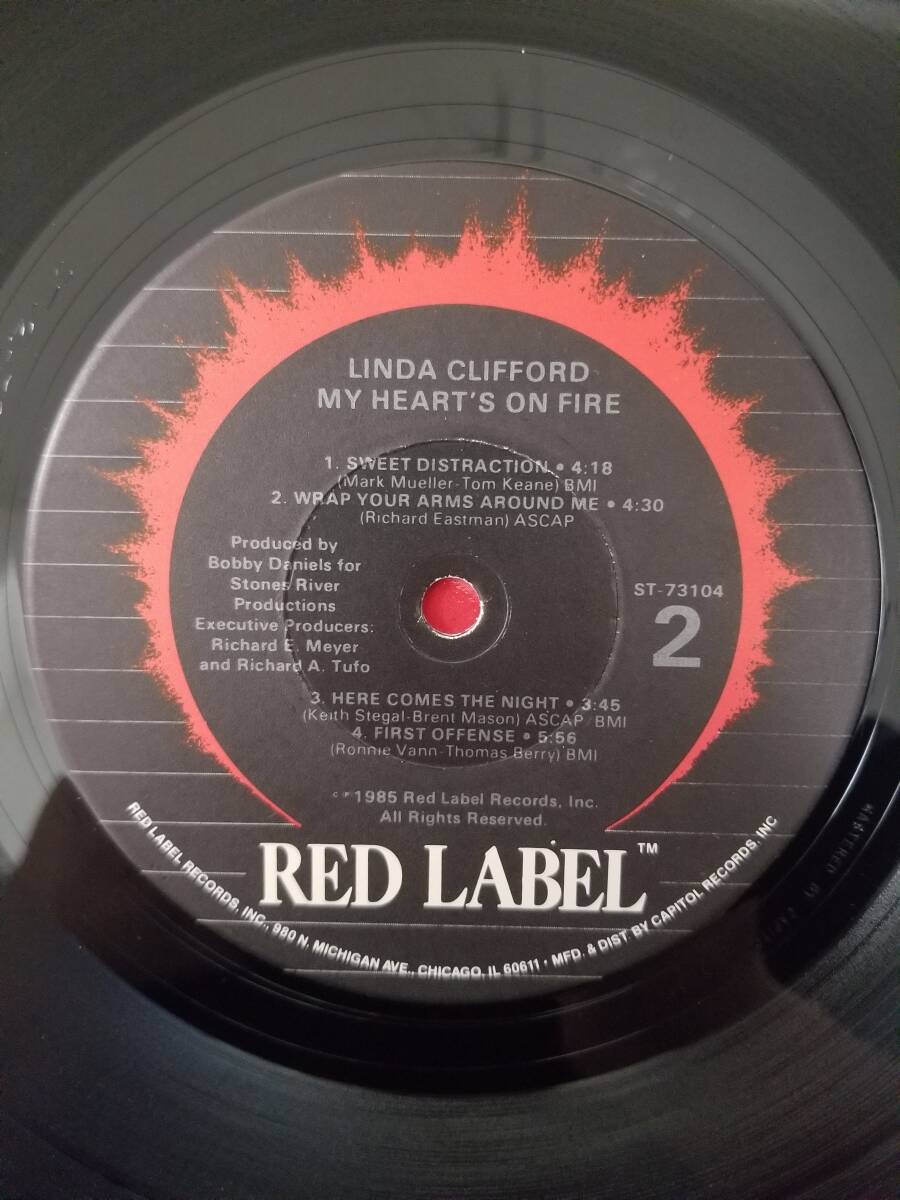 LINDA CLIFFORD
MY HEART'S ON FIRE
1. SWEET DISTRACTION • 4:18
(Mark Mueller-Tom Keane) BMI
2. WRAP YOUR ARMS AROUND ME • 4:30
(Richard Eastman) ASCAP
Produced by
Bobby Daniels for
Stones River
Productions
Executive Producers:
Richard E. Meyer
and Richard A. Tufo
ST-73104
2
3. HERE COMES THE NIGHT • 3:45
(Keith Stegal-Brent Mason) ASCAP/BMI
4. FIRST OFFENSE • 5:56
(Ronnie Vann-Thomas Berry) BMI
©℗1985 Red Label Records, Inc.
All Rights Reserved.
RED LABEL™
RED LABEL RECORDS, INC., 980 N. MICHIGAN AVE., CHICAGO, IL 60611 • MFD. & DIST. BY CAPITOL RECORDS, INC
MASTERED BY